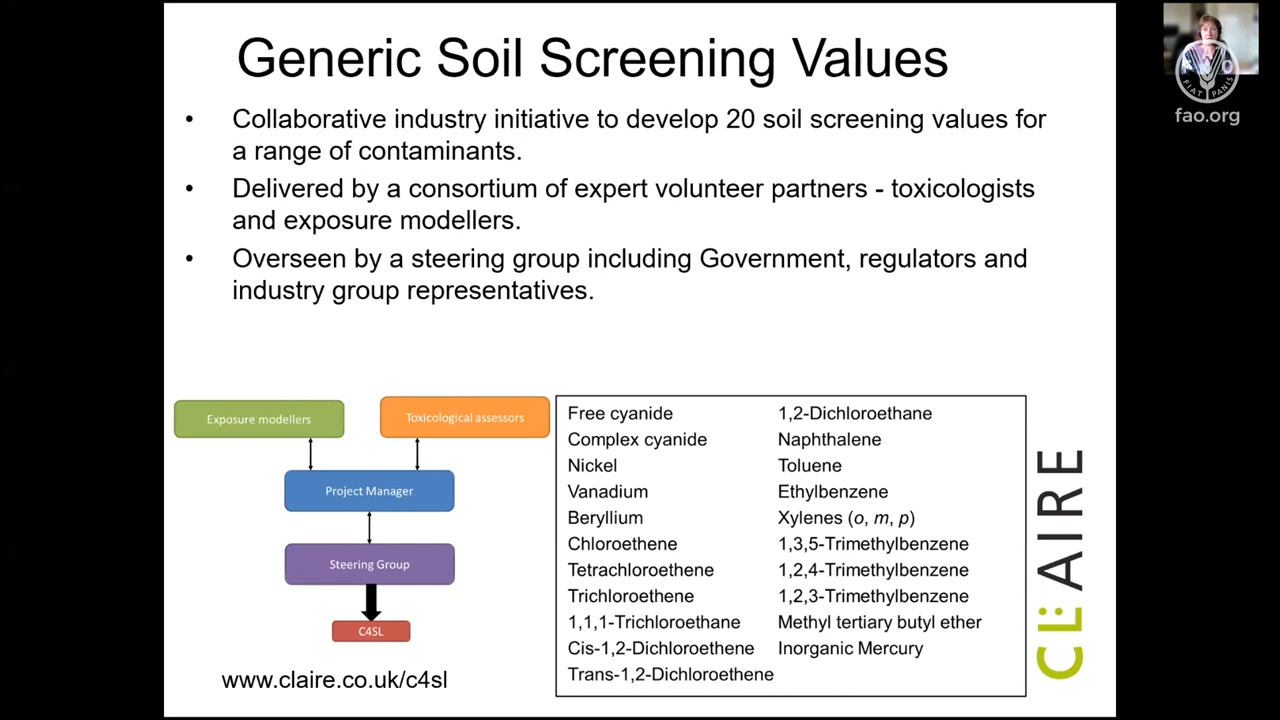 Generic Soil Screening Values
• Collaborative industry initiative to develop 20 soil screening values for
a range of contaminants.
• Delivered by a consortium of expert volunteer partners - toxicologists
and exposure modellers.
• Overseen by a steering group including Government, regulators and
industry group representatives.
Exposure modellers
Toxicological assessors
Project Manager
Steering Group
C4SL
www.claire.co.uk/c4sl
Free cyanide
Complex cyanide
Nickel
Vanadium
Beryllium
Chloroethene
Tetrachloroethene
Trichloroethene
1,1,1-Trichloroethane
Cis-1,2-Dichloroethene
Trans-1,2-Dichloroethene
1,2-Dichloroethane
Naphthalene
Toluene
Ethylbenzene
Xylenes (o, m, p)
1,3,5-Trimethylbenzene
1,2,4-Trimethylbenzene
1,2,3-Trimethylbenzene
Methyl tertiary butyl ether
Inorganic Mercury
CL:AIRE
FIAT PANIS
fao.org